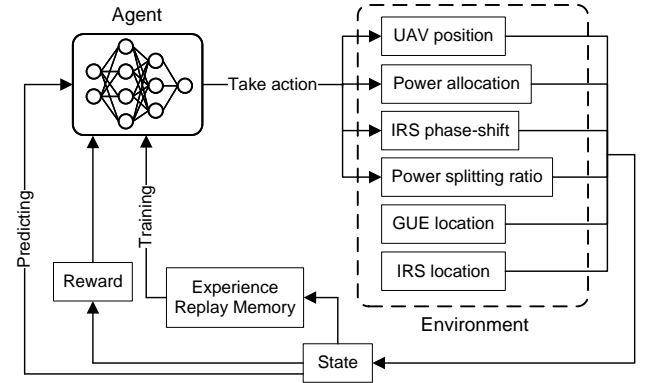 Agent
Take action
UAV position
Power allocation
IRS phase-shift
Power splitting ratio
GUE location
IRS location
Environment
Predicting
Training
Reward
Experience
Replay Memory
State